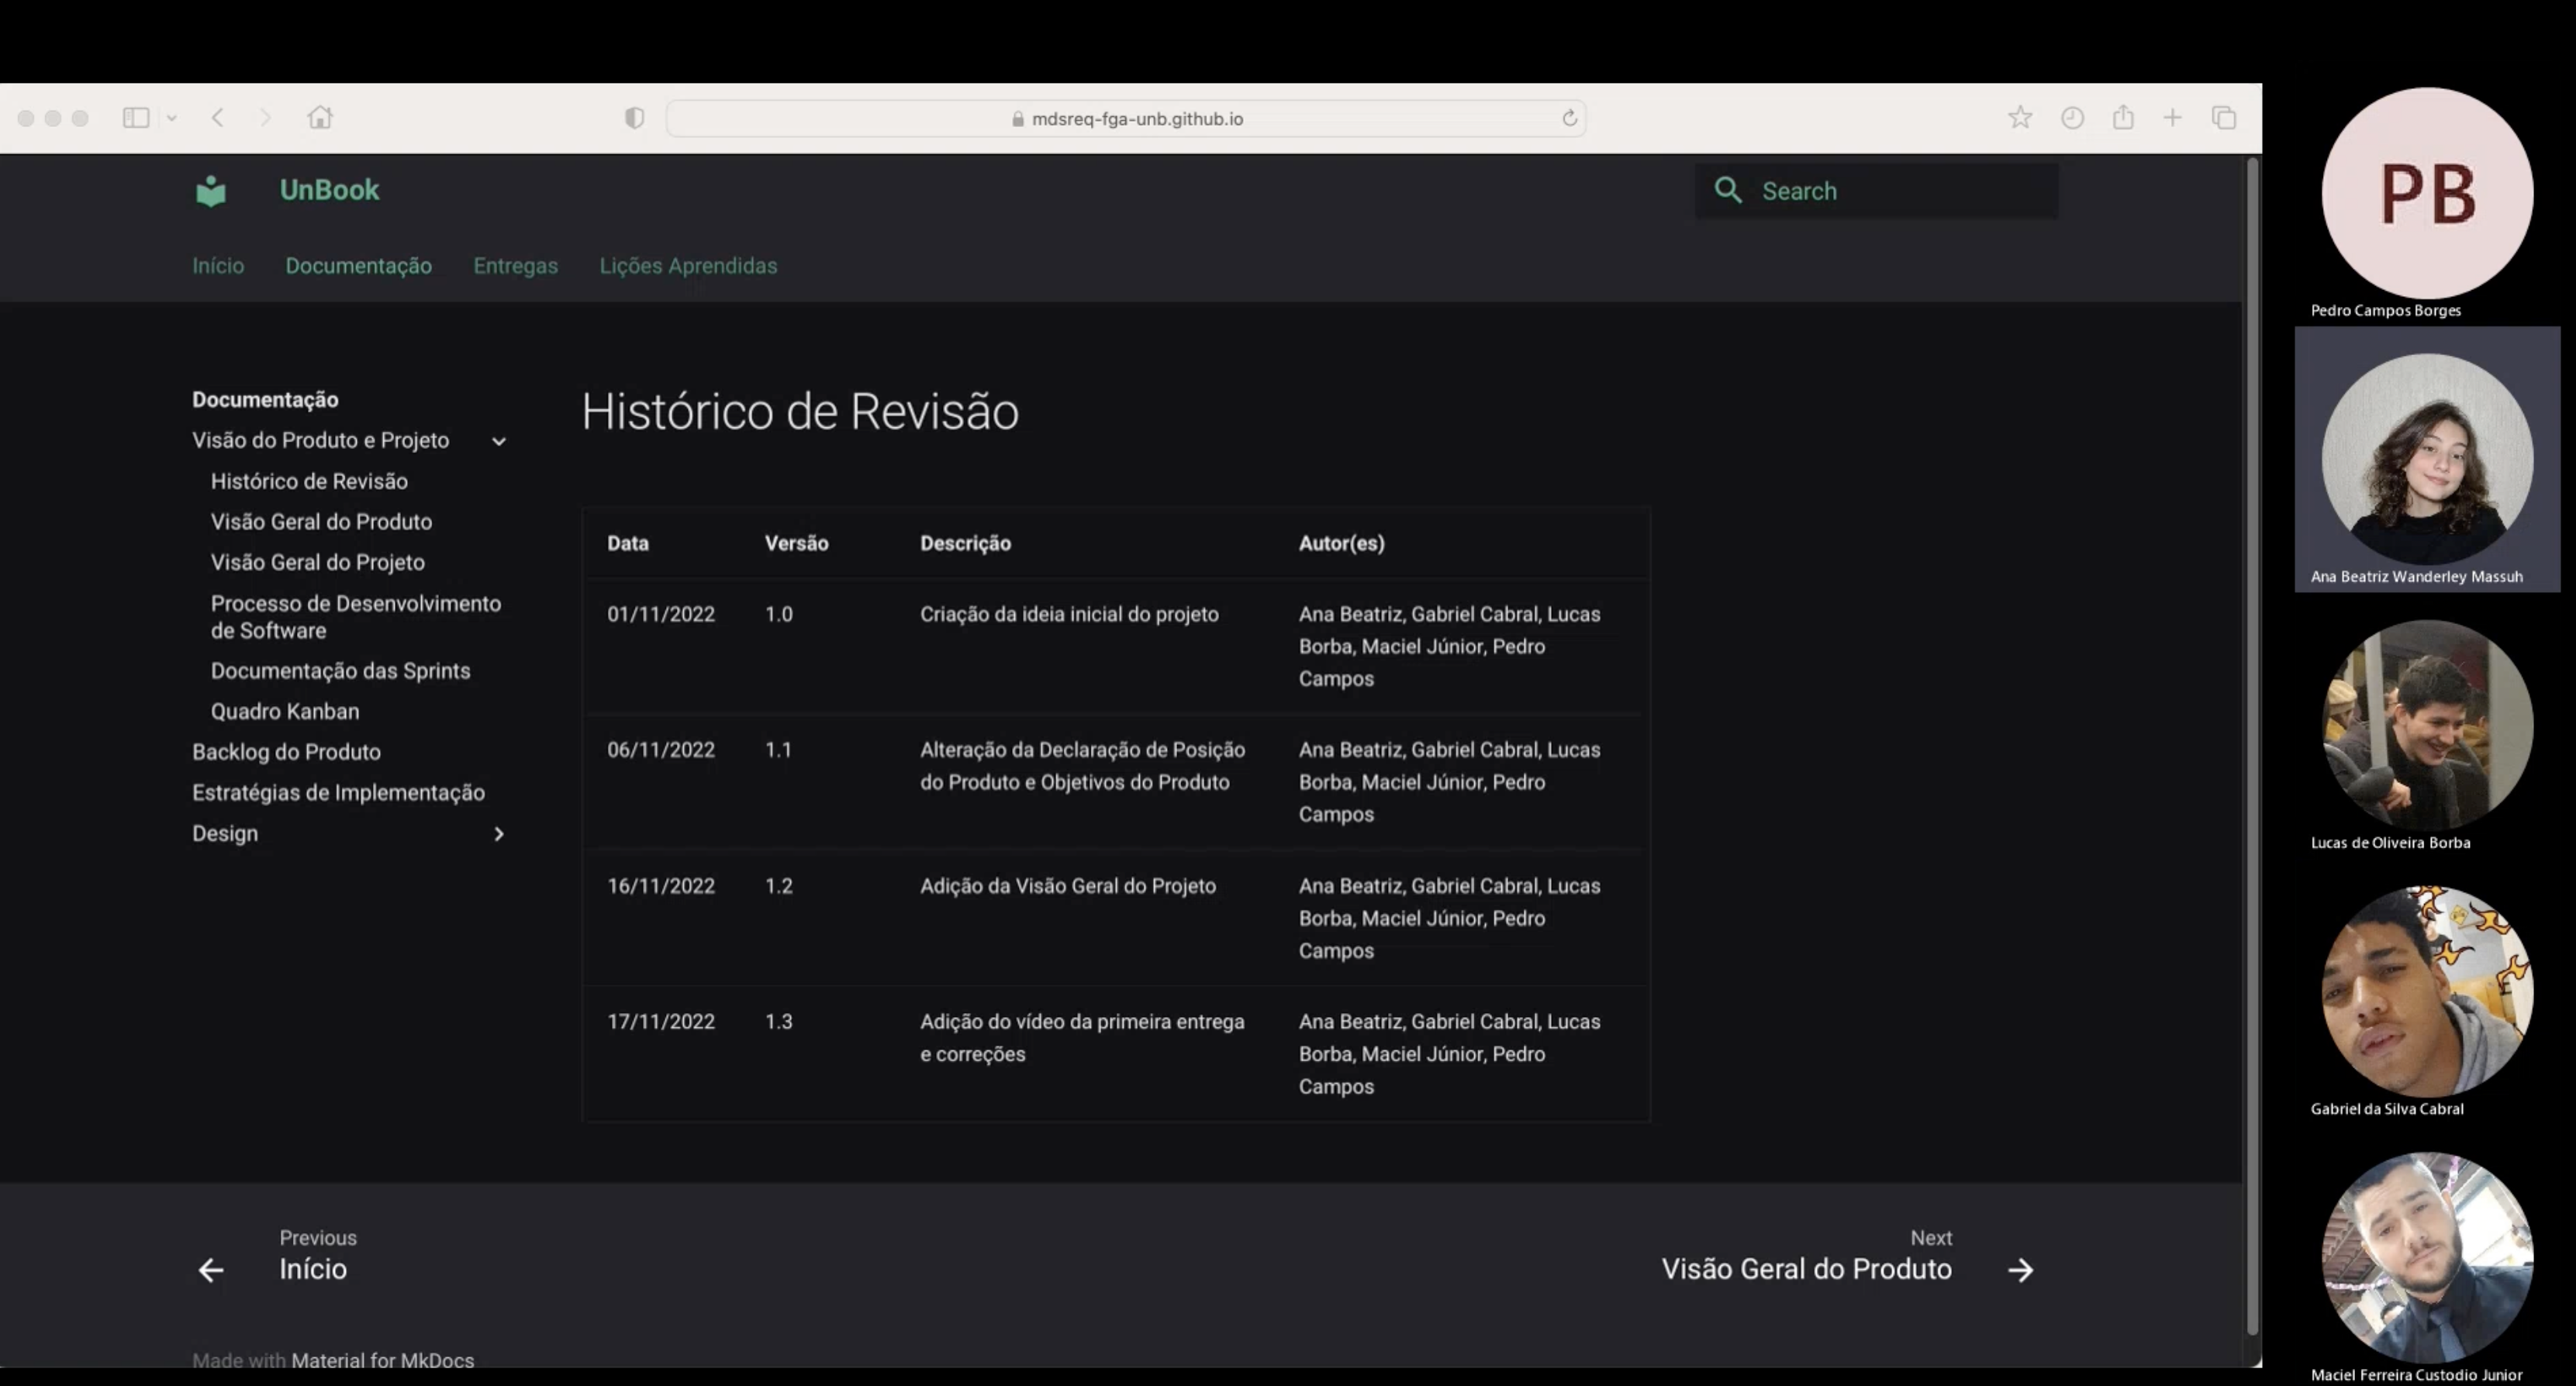 mdsreq-fga-unb.github.io
UnBook
Search
Início Documentação Entregas Lições Aprendidas
Documentação
Visão do Produto e Projeto
Histórico de Revisão
Visão Geral do Produto
Visão Geral do Projeto
Processo de Desenvolvimento
de Software
Documentação das Sprints
Quadro Kanban
Backlog do Produto
Estratégias de Implementação
Design
Histórico de Revisão
Data Versão Descrição Autor(es)
01/11/2022 1.0 Criação da ideia inicial do projeto Ana Beatriz, Gabriel Cabral, Lucas
Borba, Maciel Júnior, Pedro
Campos
06/11/2022 1.1 Alteração da Declaração de Posição Ana Beatriz, Gabriel Cabral, Lucas
do Produto e Objetivos do Produto Borba, Maciel Júnior, Pedro
Campos
16/11/2022 1.2 Adição da Visão Geral do Projeto Ana Beatriz, Gabriel Cabral, Lucas
Borba, Maciel Júnior, Pedro
Campos
17/11/2022 1.3 Adição do vídeo da primeira entrega Ana Beatriz, Gabriel Cabral, Lucas
e correções Borba, Maciel Júnior, Pedro
Campos
Previous
Início
Next
Visão Geral do Produto
Made with Material for MkDocs
PB
Pedro Campos Borges
Ana Beatriz Wanderley Massuh
Lucas de Oliveira Borba
Gabriel da Silva Cabral
Maciel Ferreira Custodio Junior